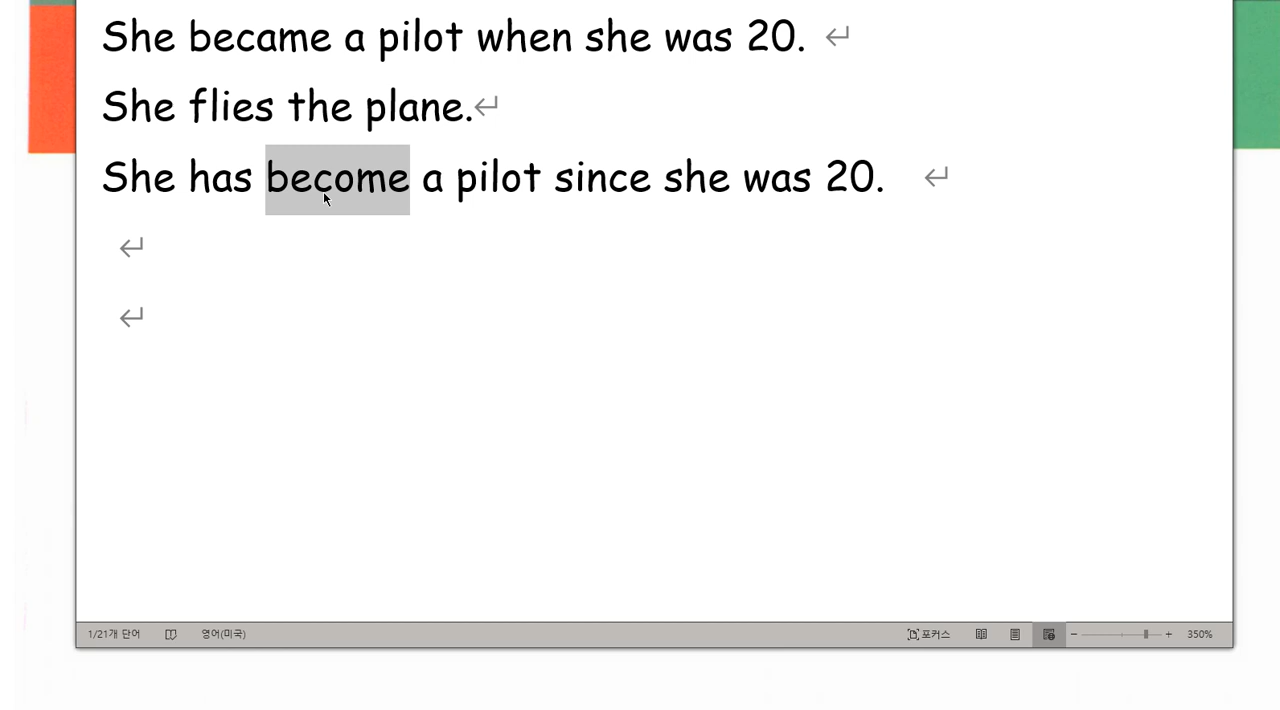 She became a pilot when she was 20. ↵
She flies the plane.↵
She has become a pilot since she was 20. ↵
↵
↵
1/21개 단어 영어(미국) 포커스 350%